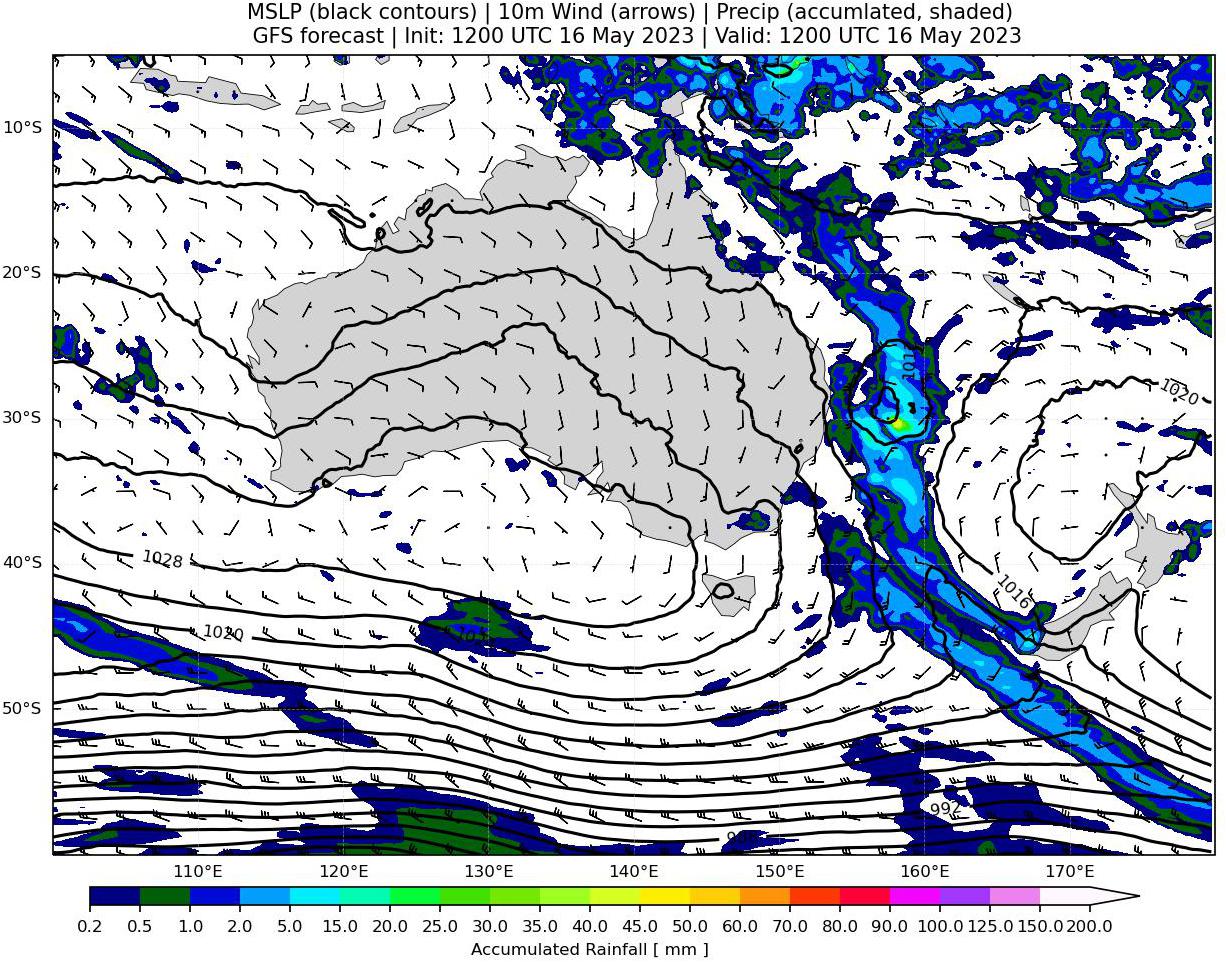 MSLP (black contours) | 10m Wind (arrows) | Precip (accumlated, shaded)
GFS forecast | Init: 1200 UTC 16 May 2023 | Valid: 1200 UTC 16 May 2023
10°S
20°S
1020
30°S
1028
40°S
1016
1020
50°S
992
110°E 120°E 130°E 140°E 150°E 160°E 170°E
0.2 0.5 1.0 2.0 5.0 10.0 15.0 20.0 25.0 30.0 35.0 40.0 45.0 50.0 60.0 70.0 80.0 90.0 100.0 125.0 150.0 200.0
Accumulated Rainfall [ mm ]